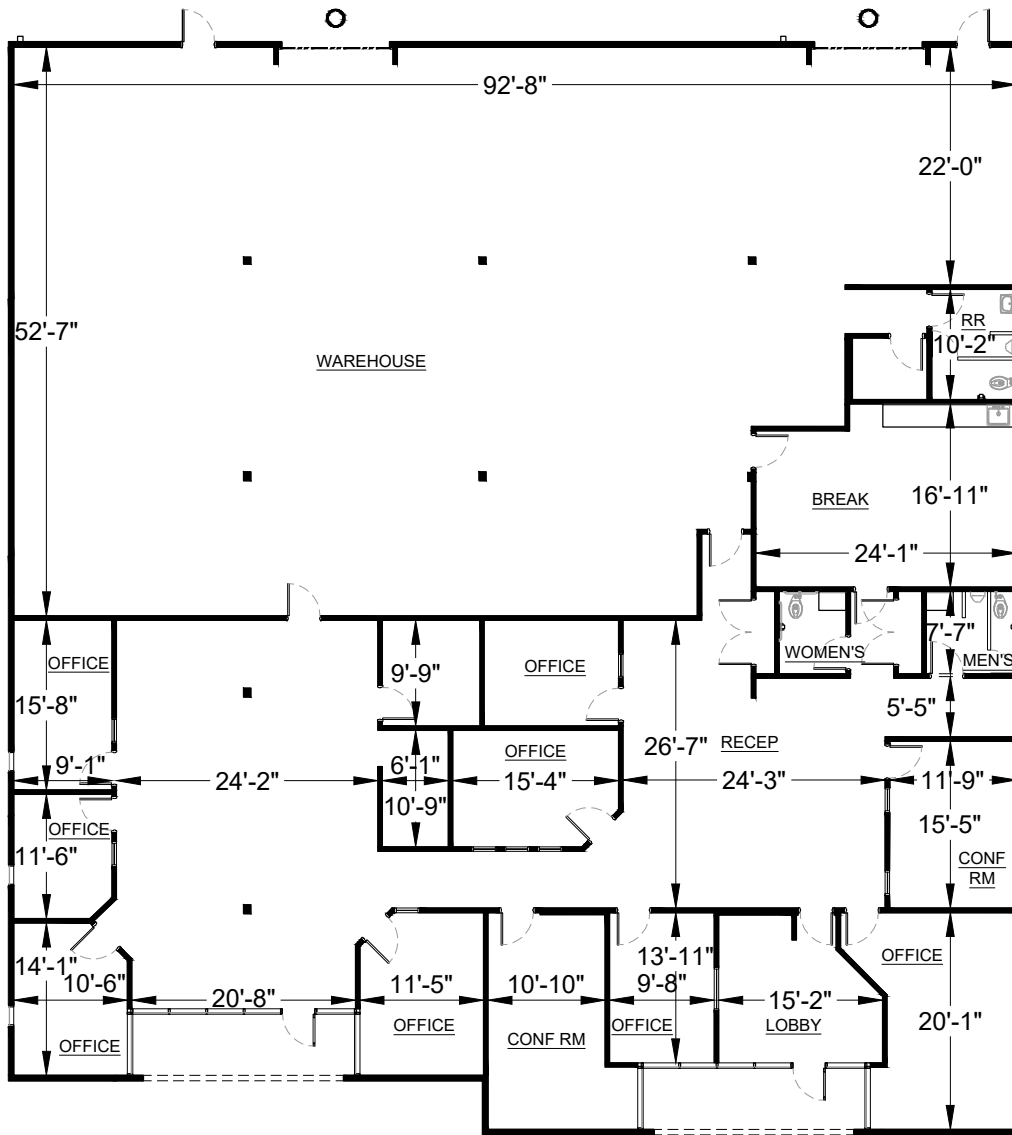 92'-8"
22'-0"
52'-7"
RR
10'-2"
WAREHOUSE
BREAK
16'-11"
24'-1"
OFFICE
9'-9"
OFFICE
WOMEN'S
7'-7"
MEN'S
15'-8"
5'-5"
26'-7"
RECEP
OFFICE
9'-1"
24'-2"
6'-1"
15'-4"
24'-3"
11'-9"
10'-9"
15'-5"
OFFICE
11'-6"
CONF
RM
14'-1"
10'-6"
20'-8"
11'-5"
10'-10"
13'-11"
9'-8"
15'-2"
OFFICE
20'-1"
OFFICE
OFFICE
CONF RM
OFFICE
LOBBY